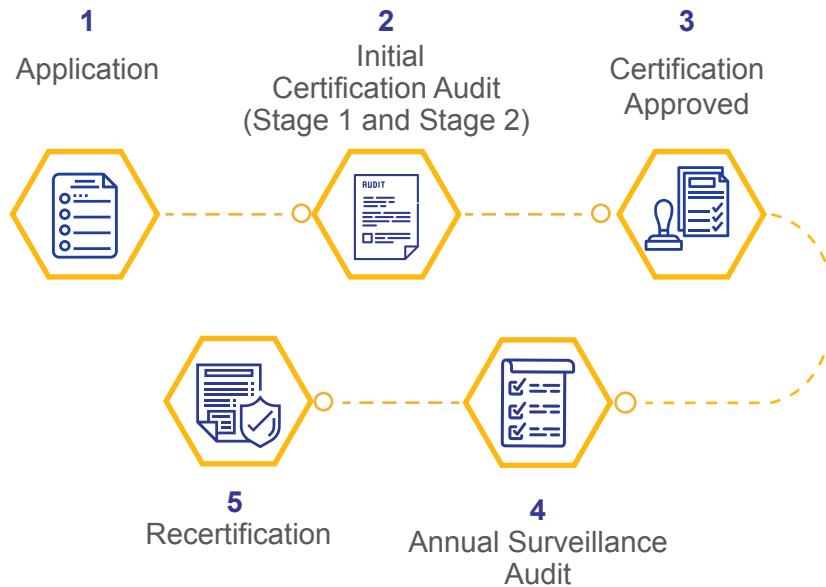 1
Application
2
Initial
Certification Audit
(Stage 1 and Stage 2)
3
Certification
Approved
AUDIT
5
Recertification
4
Annual Surveillance
Audit